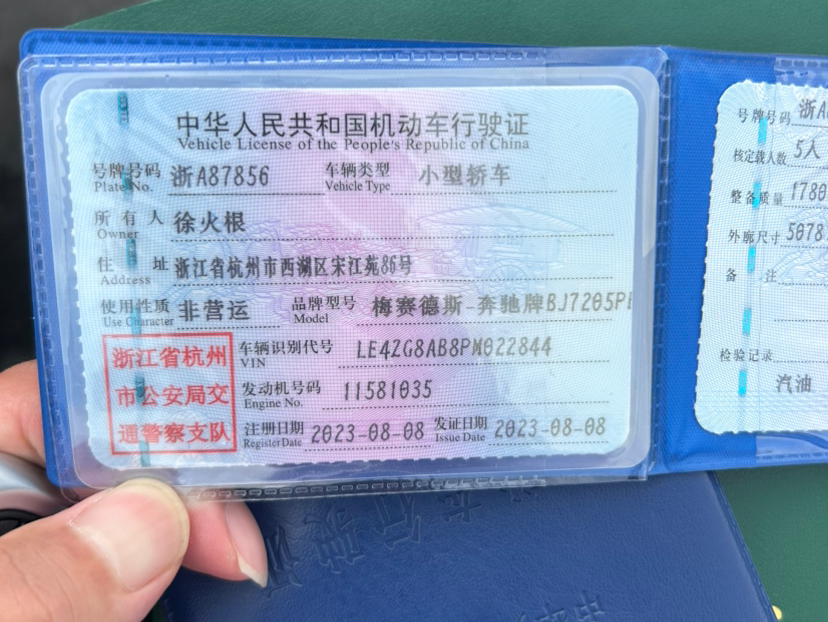 中华人民共和国机动车行驶证
Vehicle License of the People's Republic of China
号牌号码 浙A87856 车辆类型 小型轿车
Plate No. Vehicle Type
所有人 徐火根
Owner
住址 浙江省杭州市西湖区宋江苑86号
Address
使用性质 非营运 品牌型号 梅赛德斯-奔驰牌BJ7205P
Use Character Model
浙江省杭州
市公安局交
通警察支队
车辆识别代号 LE4ZG8AB8PM022844
VIN
发动机号码 11581035
Engine No.
注册日期 2023-08-08 发证日期 2023-08-08
Register Date Issue Date
号牌号码 浙A
核定载人数 5人
整备质量 1780
外廓尺寸 5078
备注
检验记录
汽油